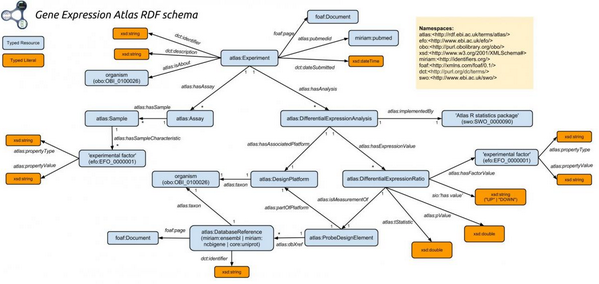 Gene Expression Atlas RDF schema
Typed Resource
Typed Literal
Namespaces:
atlas:<http://rdf.ebi.ac.uk/terms/atlas/>
efo:<http://www.ebi.ac.uk/efo/>
obo:<http://purl.obolibrary.org/obo/>
xsd:<http://www.w3.org/2001/XMLSchema#>
miriam:<http://identifiers.org/>
foaf:<http://xmlns.com/foaf/0.1/>
dct:<http://purl.org/dc/terms/>
swo:<http://www.ebi.ac.uk/swo/>
foaf:Document
xsd:string
dct:identifier
foaf:page
miriam:pubmed
atlas:pubmedid
xsd:string
dct:description
atlas:Experiment
dct:dateSubmitted
xsd:dateTime
atlas:isAbout
organism
(obo:OBI_0100026)
1
1
atlas:hasAssay
atlas:hasAnalysis
*
*
atlas:hasSample
atlas:Sample
atlas:Assay
1
1
atlas:DifferentialExpressionAnalysis
atlas:implementedBy
1
'Atlas R statistics package'
(swo:SWO_0000090)
atlas:hasSampleCharacteristic
xsd:string
atlas:propertyType
atlas:propertyValue
xsd:string
'experimental factor'
(efo:EFO_0000001)
atlas:hasAssociatedPlatform
atlas:hasExpressionValue
organism
(obo:OBI_0100026)
atlas:taxon
atlas:DesignPlatform
atlas:DifferentialExpressionRatio
atlas:hasFactorValue
'experimental factor'
(efo:EFO_0000001)
xsd:string
atlas:propertyType
atlas:propertyValue
xsd:string
sio:'has value'
xsd:string
("UP" | "DOWN")
atlas:taxon
atlas:partOfPlatform
atlas:isMeasurementOf
atlas:tStatistic
atlas:pValue
xsd:double
xsd:double
foaf:Document
foaf:page
atlas:DatabaseReference
(miriam:ensembl | miriam:
ncbigene | core:uniprot)
atlas:dbXref
atlas:ProbeDesignElement
dct:identifier
xsd:string